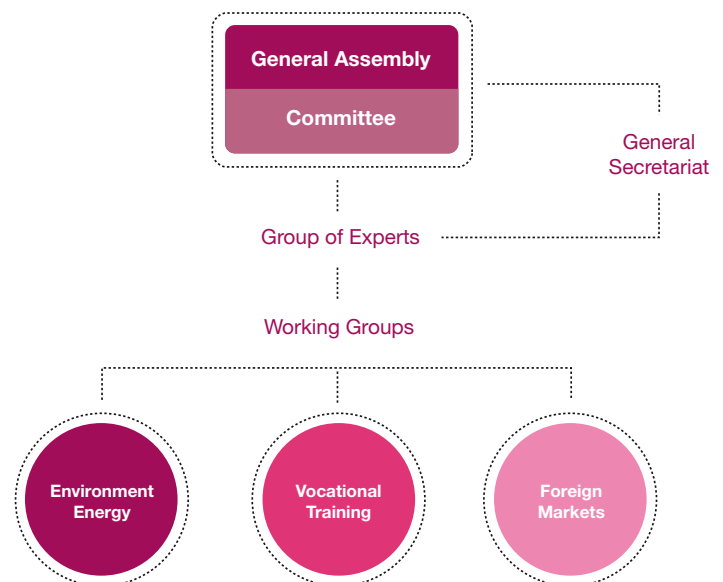 General Assembly
Committee
General
Secretariat
Group of Experts
Working Groups
Environment
Energy
Vocational
Training
Foreign
Markets